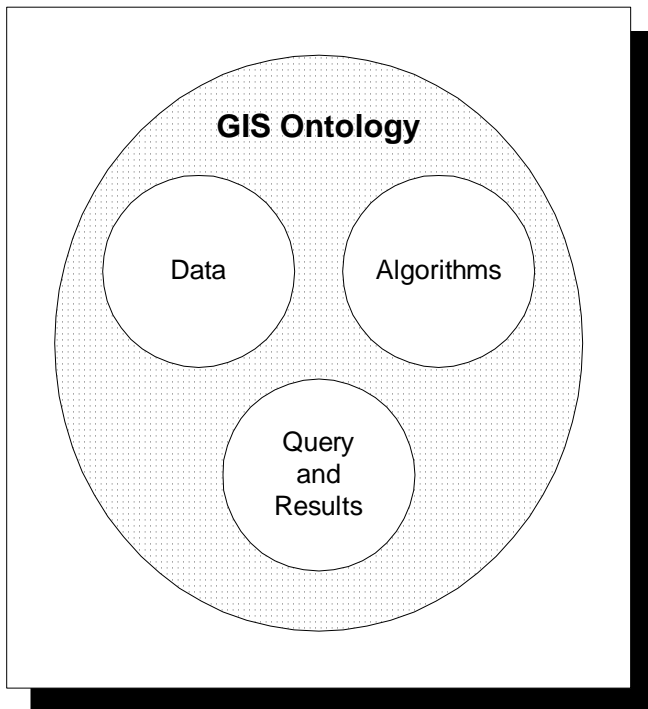 GIS Ontology
Data
Algorithms
Query
and
Results